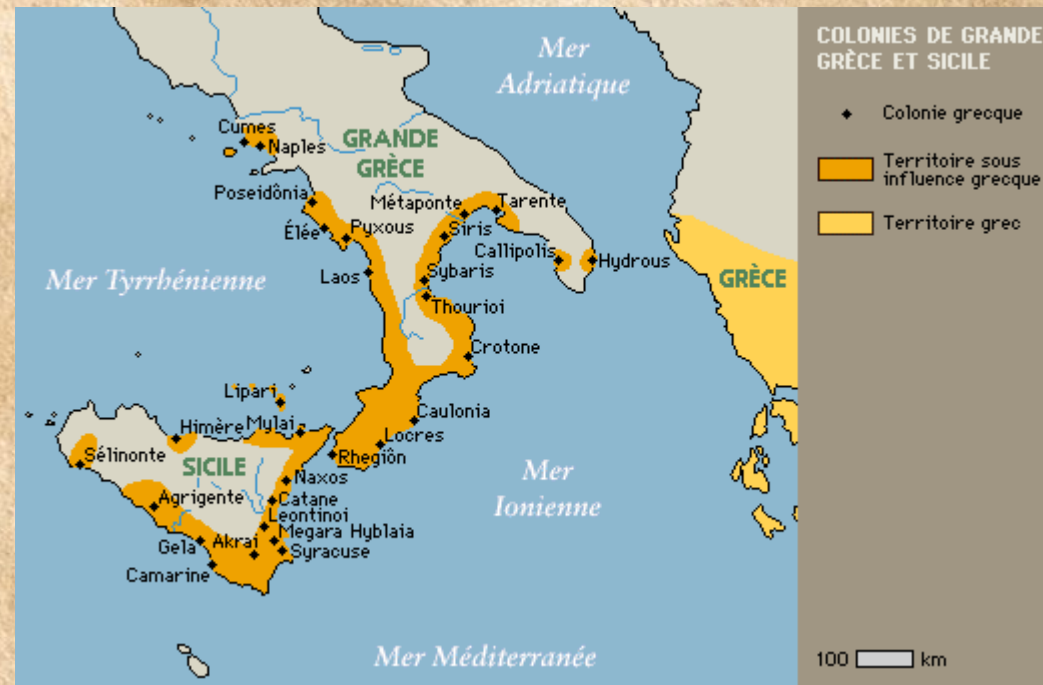 COLONIES DE GRANDE
GRÈCE ET SICILE
Colonie grecque
Territoire sous
influence grecque
Territoire grec
100 km
Mer
Adriatique
Cumes
Naples
GRANDE
GRÈCE
Poseidônia
Métaponte
Tarente
Élée
Pyxous
Siris
Callipolis
Hydrous
Mer Tyrrhénienne
Laos
Sybaris
GRÈCE
Thourioi
Crotone
Lipari
Caulonia
Himère
Mylai
Locres
Sélinonte
Rhegiôn
SICILE
Mer
Ionienne
Naxos
Agrigente
Catane
Leontinoi
Megara Hyblaia
Gela
Akrai
Syracuse
Camarine
Mer Méditerranée